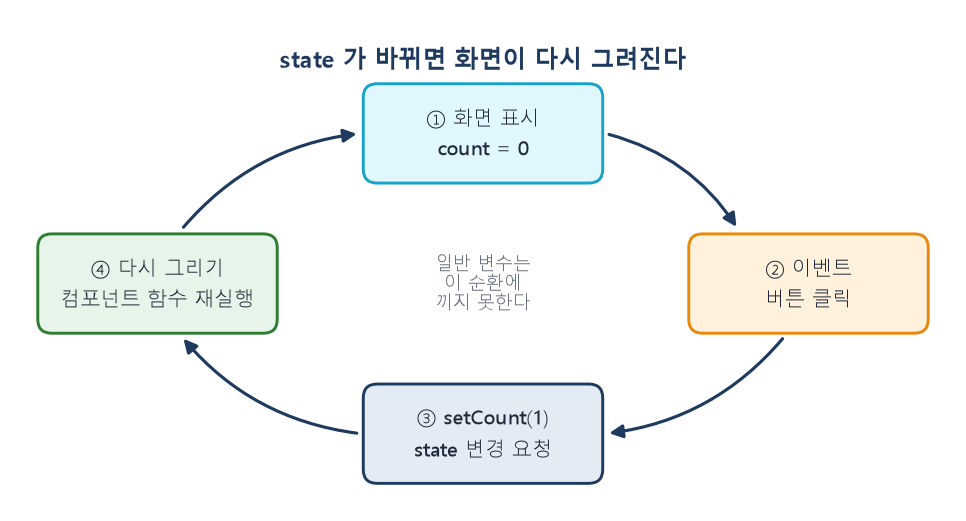 state 가 바뀌면 화면이 다시 그려진다
① 화면 표시
count = 0
② 이벤트
버튼 클릭
③ setCount(1)
state 변경 요청
④ 다시 그리기
컴포넌트 함수 재실행
일반 변수는
이 순환에
끼지 못한다